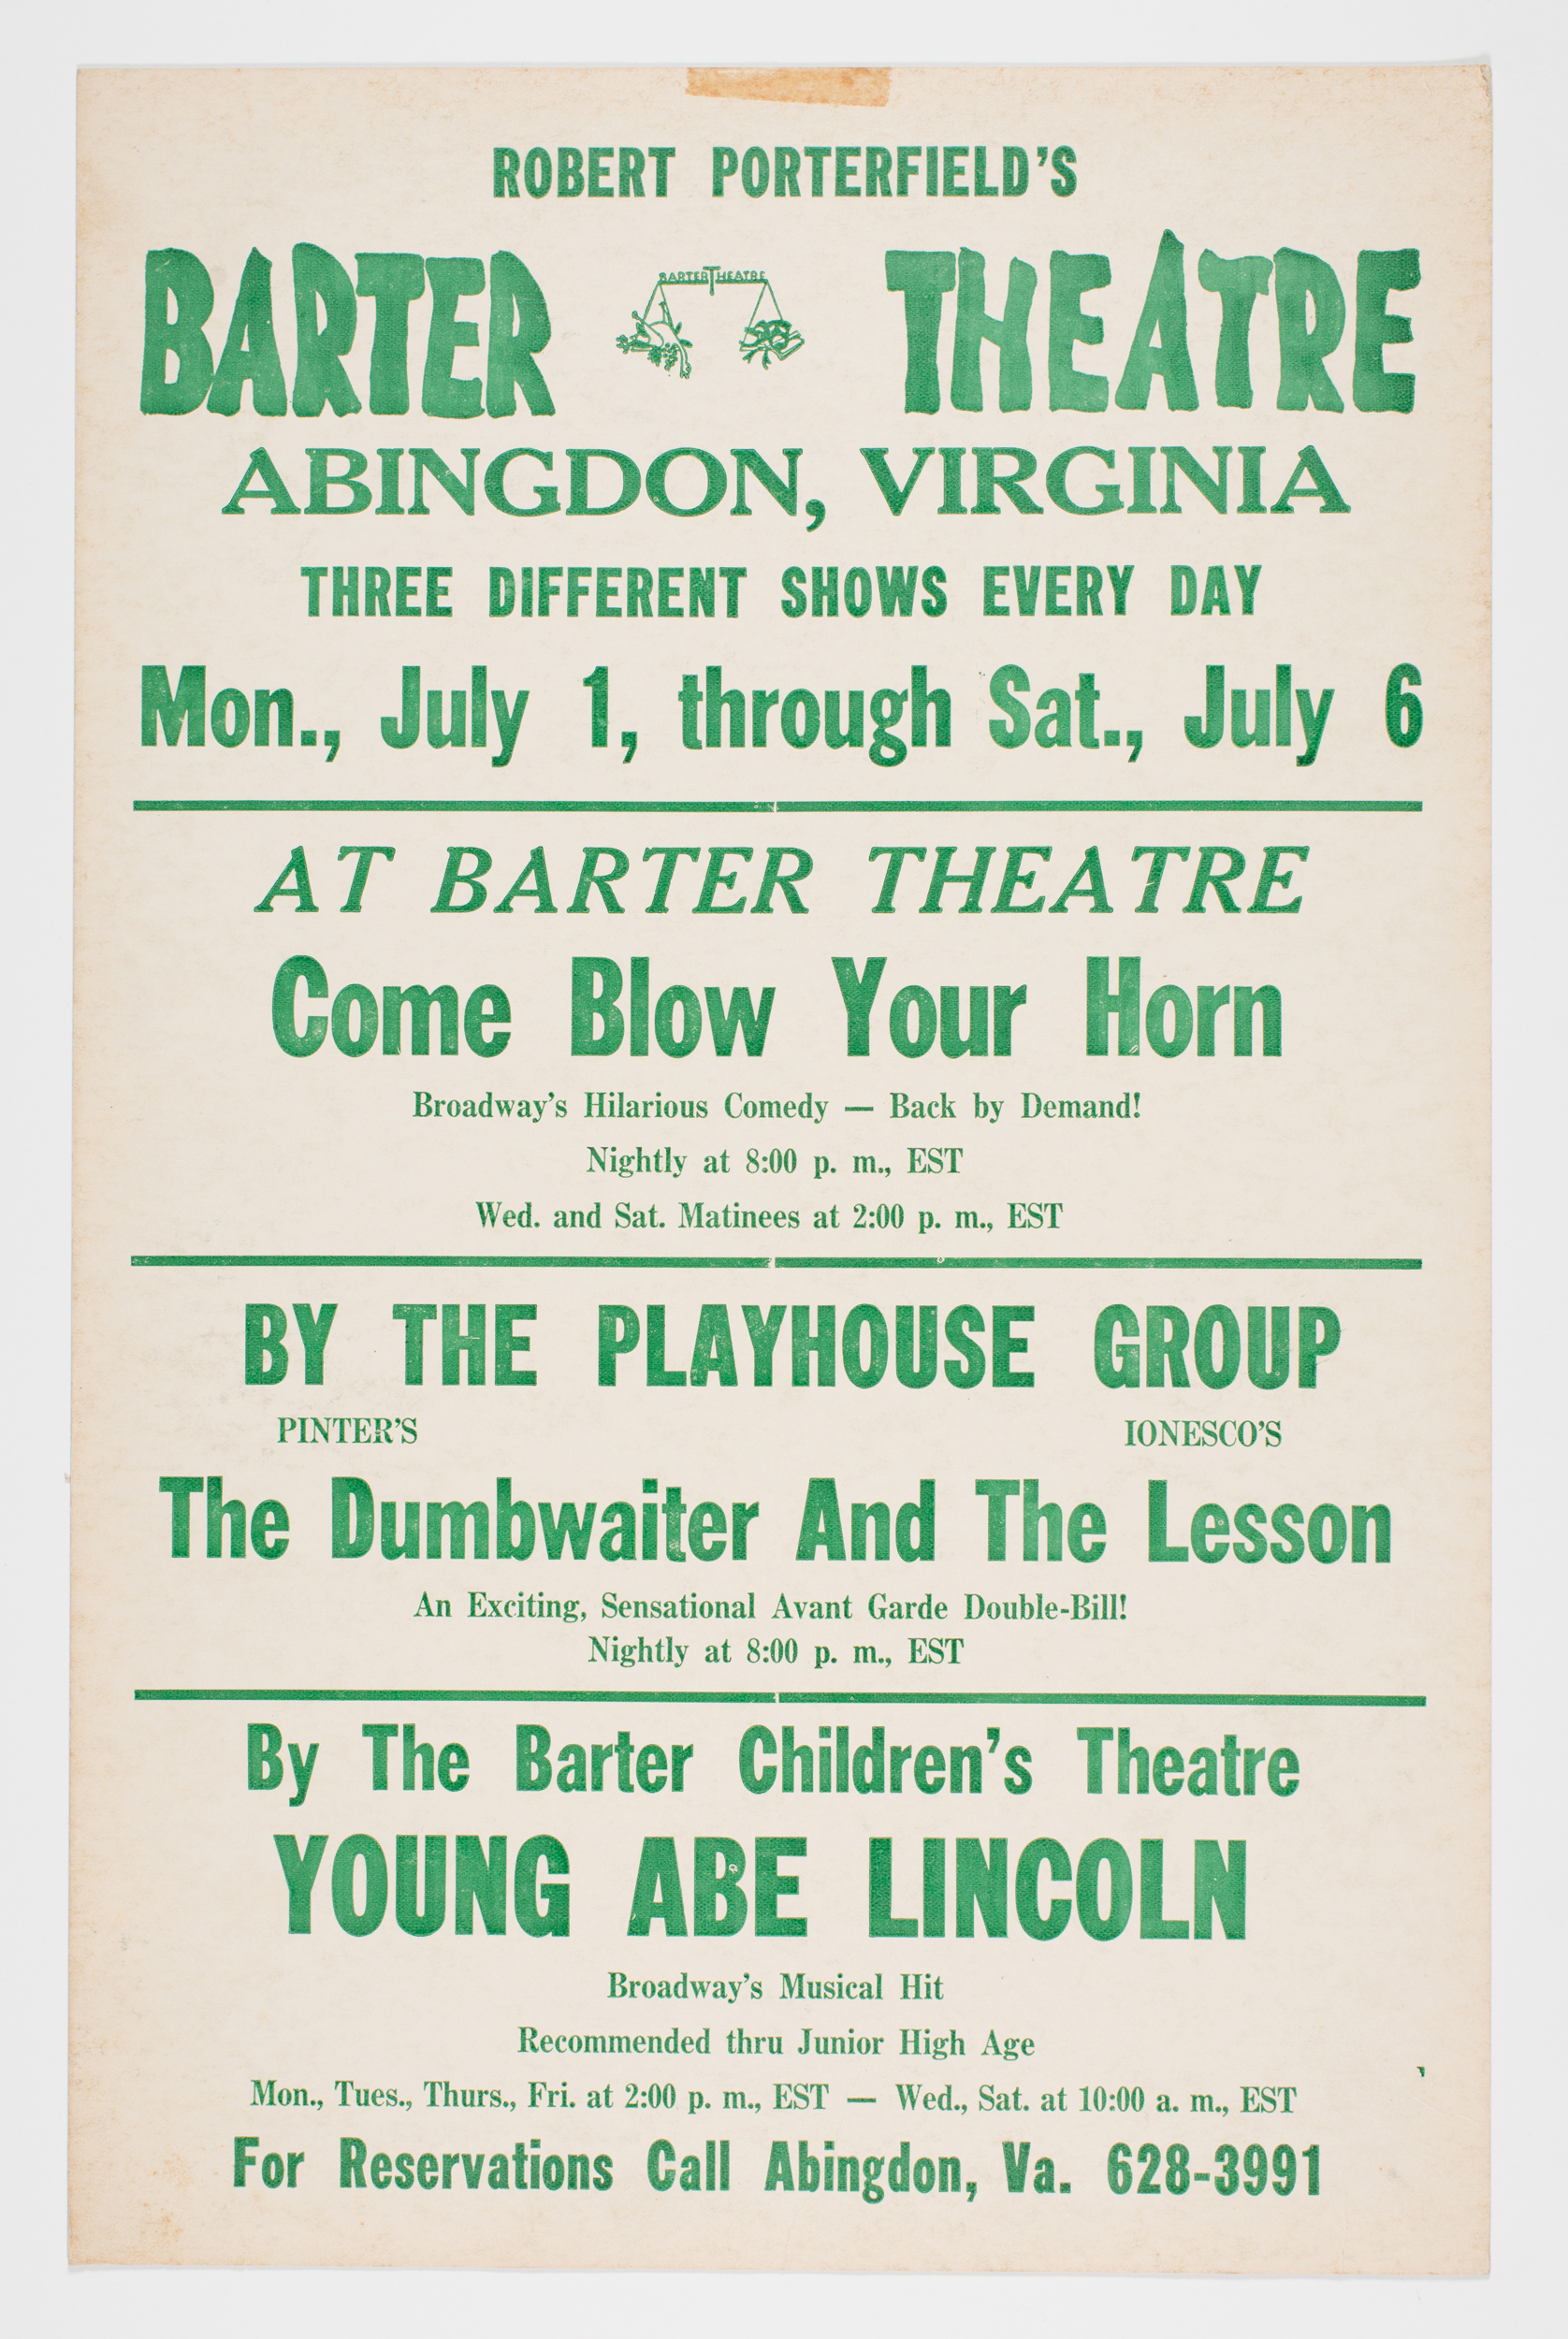 ROBERT PORTERFIELD'S
BARTER THEATRE
BARTER THEATRE
ABINGDON, VIRGINIA
THREE DIFFERENT SHOWS EVERY DAY
Mon., July 1, through Sat., July 6
AT BARTER THEATRE
Come Blow Your Horn
Broadway's Hilarious Comedy — Back by Demand!
Nightly at 8:00 p. m., EST
Wed. and Sat. Matinees at 2:00 p. m., EST
BY THE PLAYHOUSE GROUP
PINTER'S IONESCO'S
The Dumbwaiter And The Lesson
An Exciting, Sensational Avant Garde Double-Bill!
Nightly at 8:00 p. m., EST
By The Barter Children's Theatre
YOUNG ABE LINCOLN
Broadway's Musical Hit
Recommended thru Junior High Age
Mon., Tues., Thurs., Fri. at 2:00 p. m., EST — Wed., Sat. at 10:00 a. m., EST
For Reservations Call Abingdon, Va. 628-3991